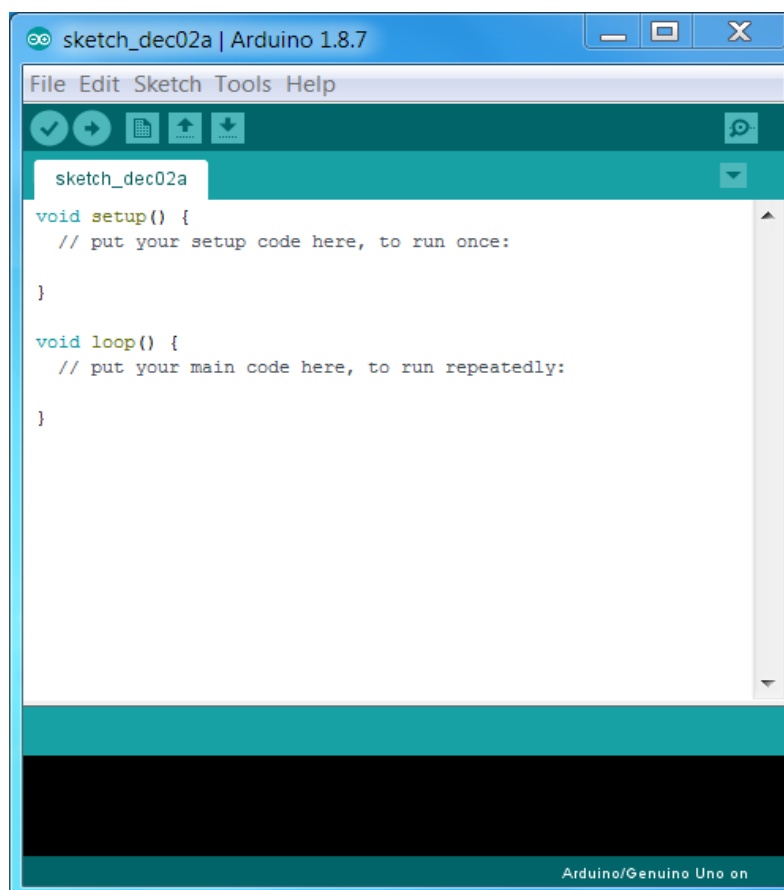 sketch_dec02a | Arduino 1.8.7
File Edit Sketch Tools Help
sketch_dec02a
void setup() {
  // put your setup code here, to run once:
}
void loop() {
  // put your main code here, to run repeatedly:
}
Arduino/Genuino Uno on